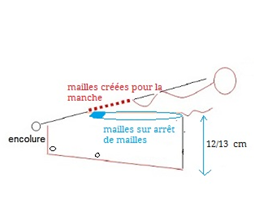 mailles créées pour la
manche
mailles sur arrêt
de mailles
encolure
12/13 cm